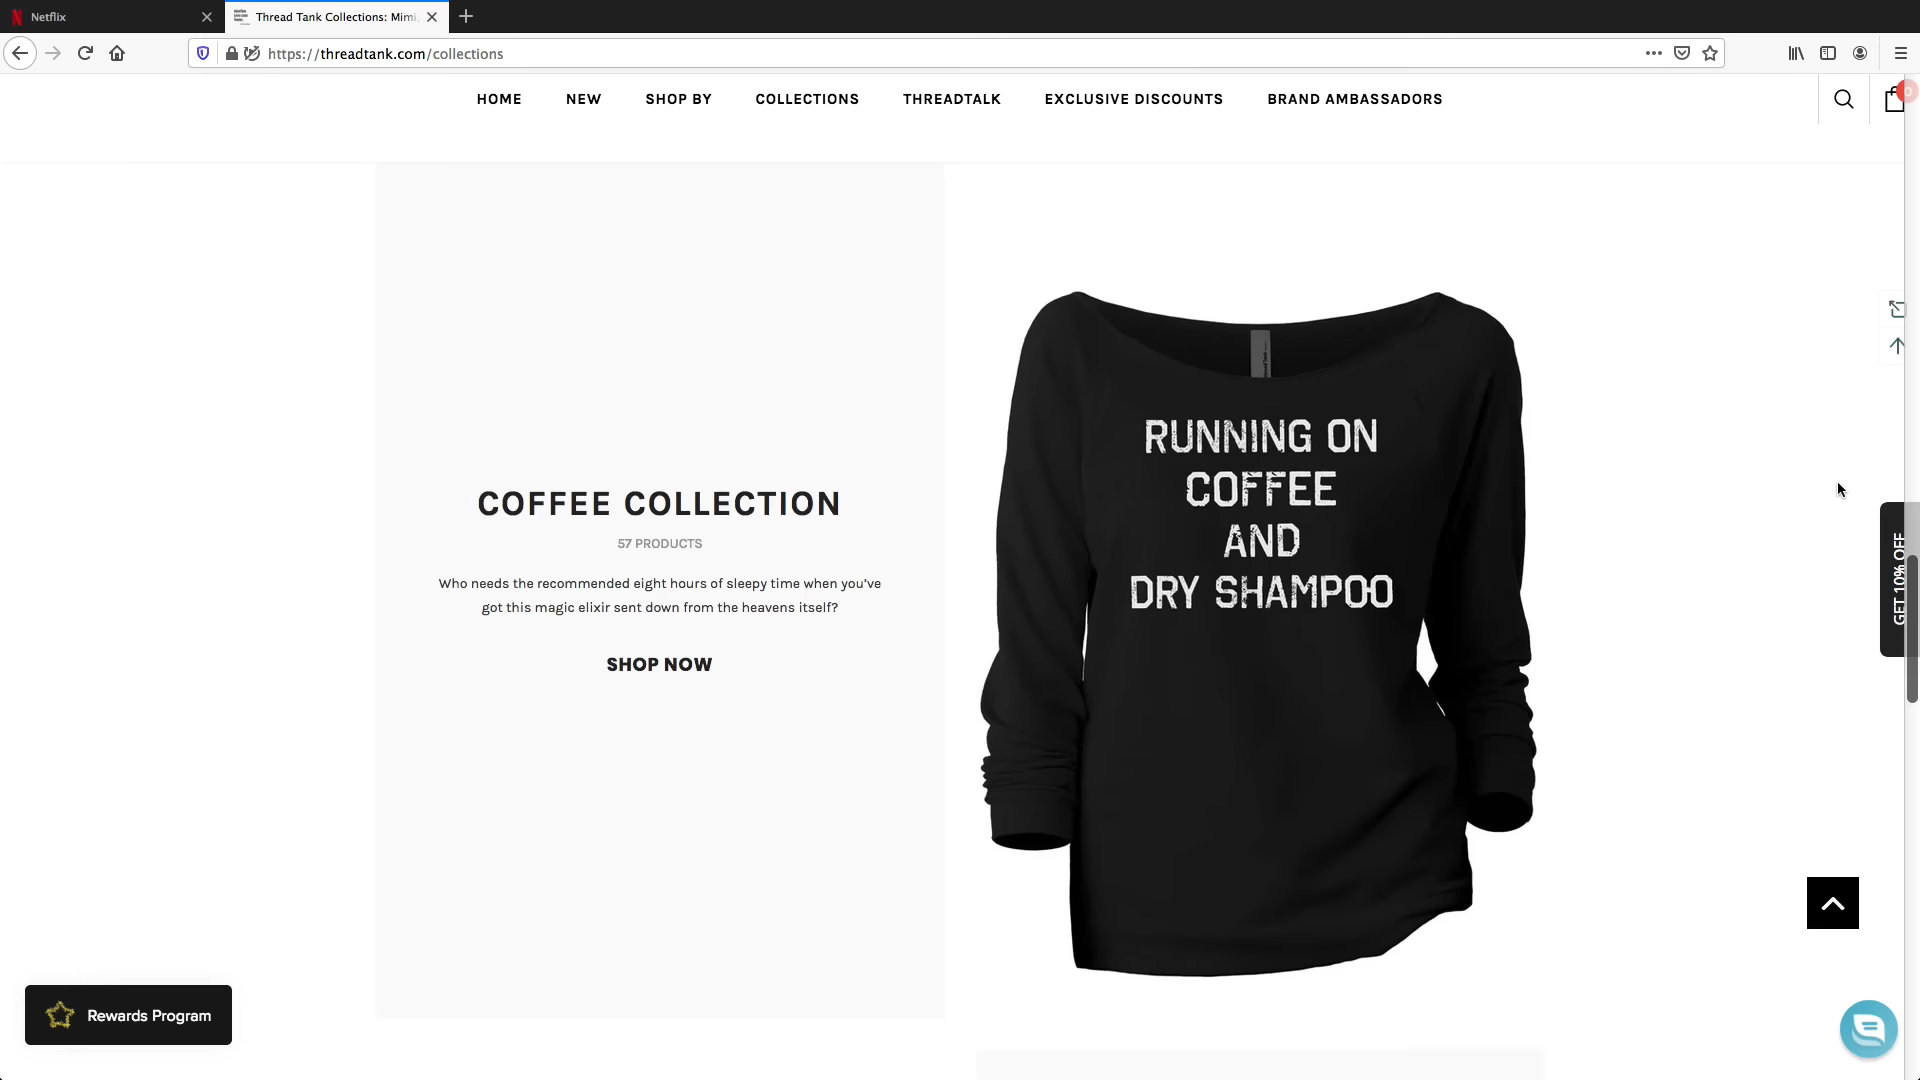 Netflix
Thread Tank Collections: Mimi
https://threadtank.com/collections
HOME
NEW
SHOP BY
COLLECTIONS
THREADTALK
EXCLUSIVE DISCOUNTS
BRAND AMBASSADORS
0
COFFEE COLLECTION
57 PRODUCTS
Who needs the recommended eight hours of sleepy time when you've
got this magic elixir sent down from the heavens itself?
SHOP NOW
RUNNING ON
COFFEE
AND
DRY SHAMPOO
GET 10% OFF
Rewards Program